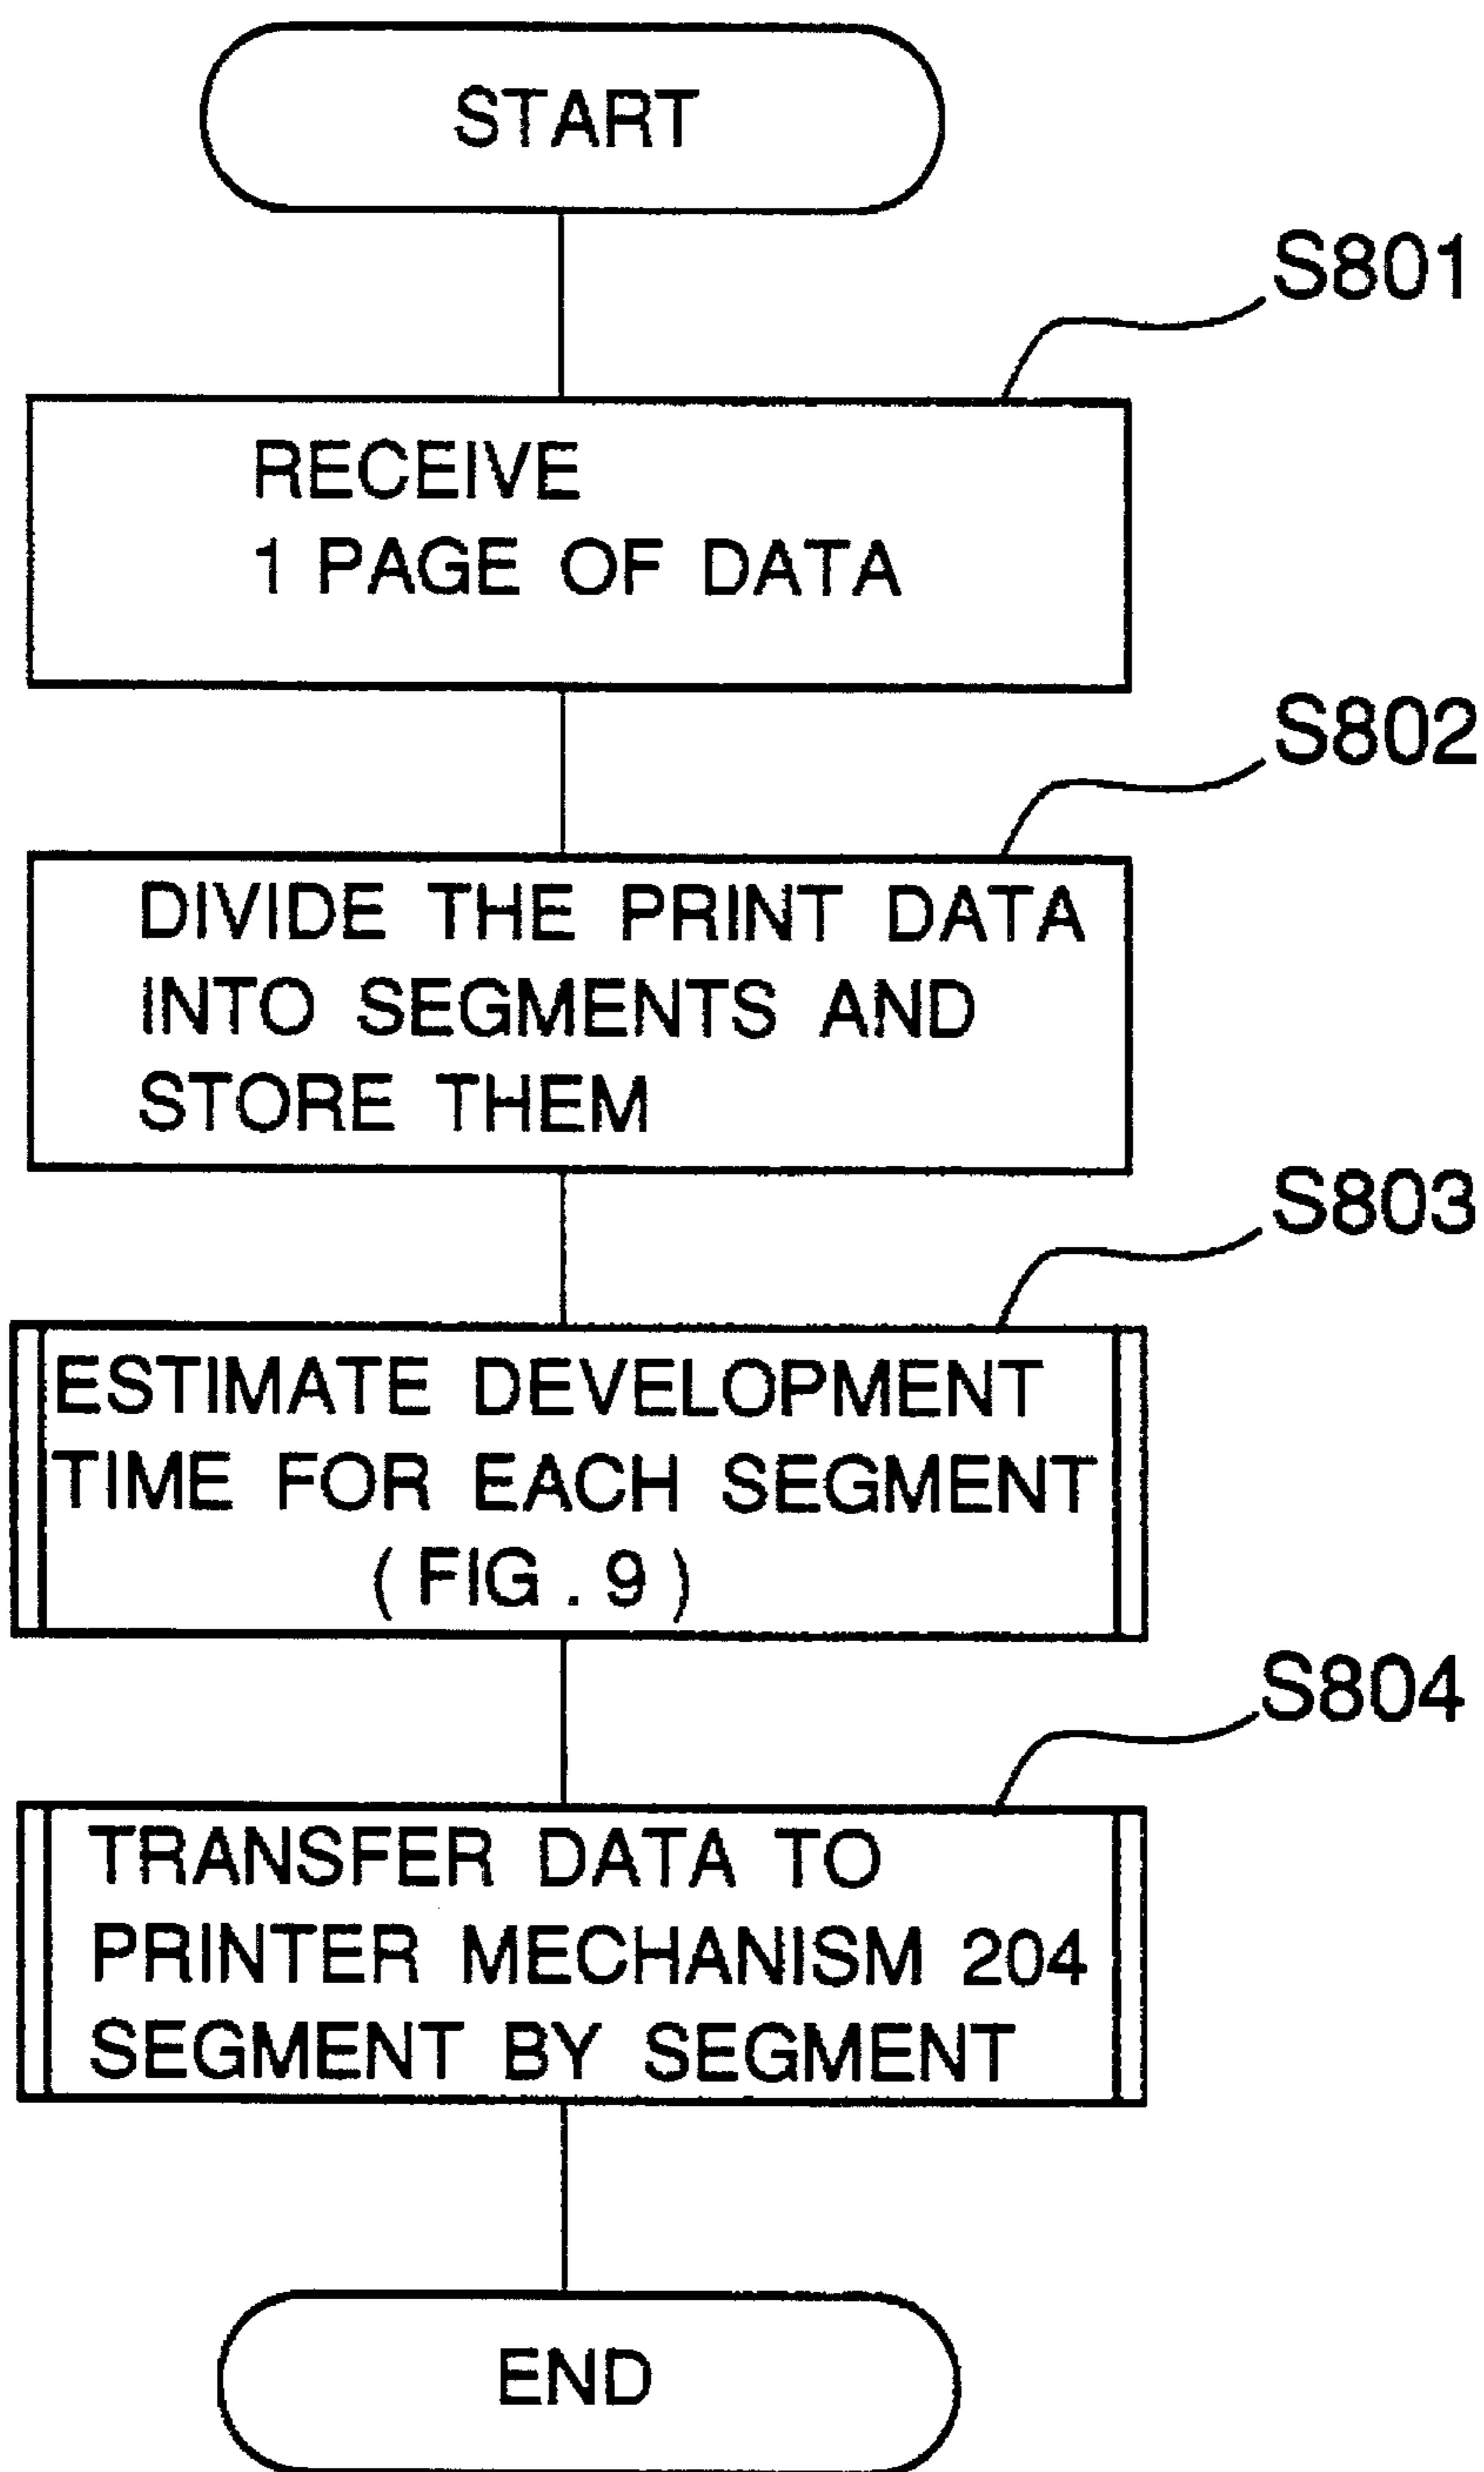 START
S801
RECEIVE
1 PAGE OF DATA
S802
DIVIDE THE PRINT DATA
INTO SEGMENTS AND
STORE THEM
S803
ESTIMATE DEVELOPMENT
TIME FOR EACH SEGMENT
( FIG . 9 )
S804
TRANSFER DATA TO
PRINTER MECHANISM 204
SEGMENT BY SEGMENT
END